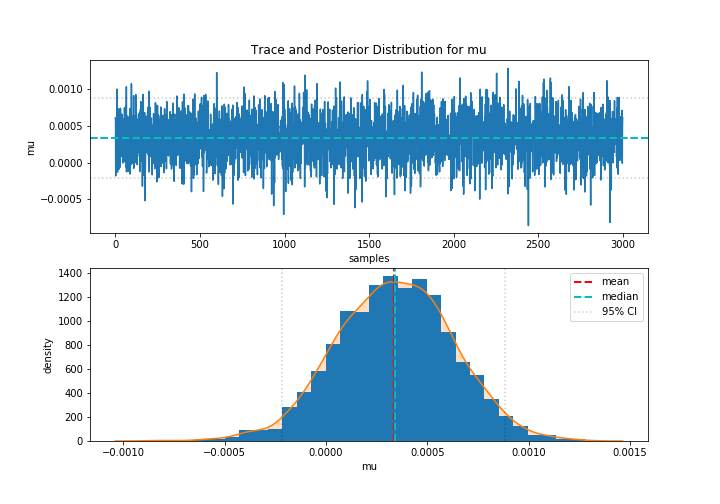 Trace and Posterior Distribution for mu
mu
0.0010
0.0005
0.0000
−0.0005
0 500 1000 1500 2000 2500 3000
samples
density
1400
1200
1000
800
600
400
200
0
mean
median
95% CI
−0.0010 −0.0005 0.0000 0.0005 0.0010 0.0015
mu